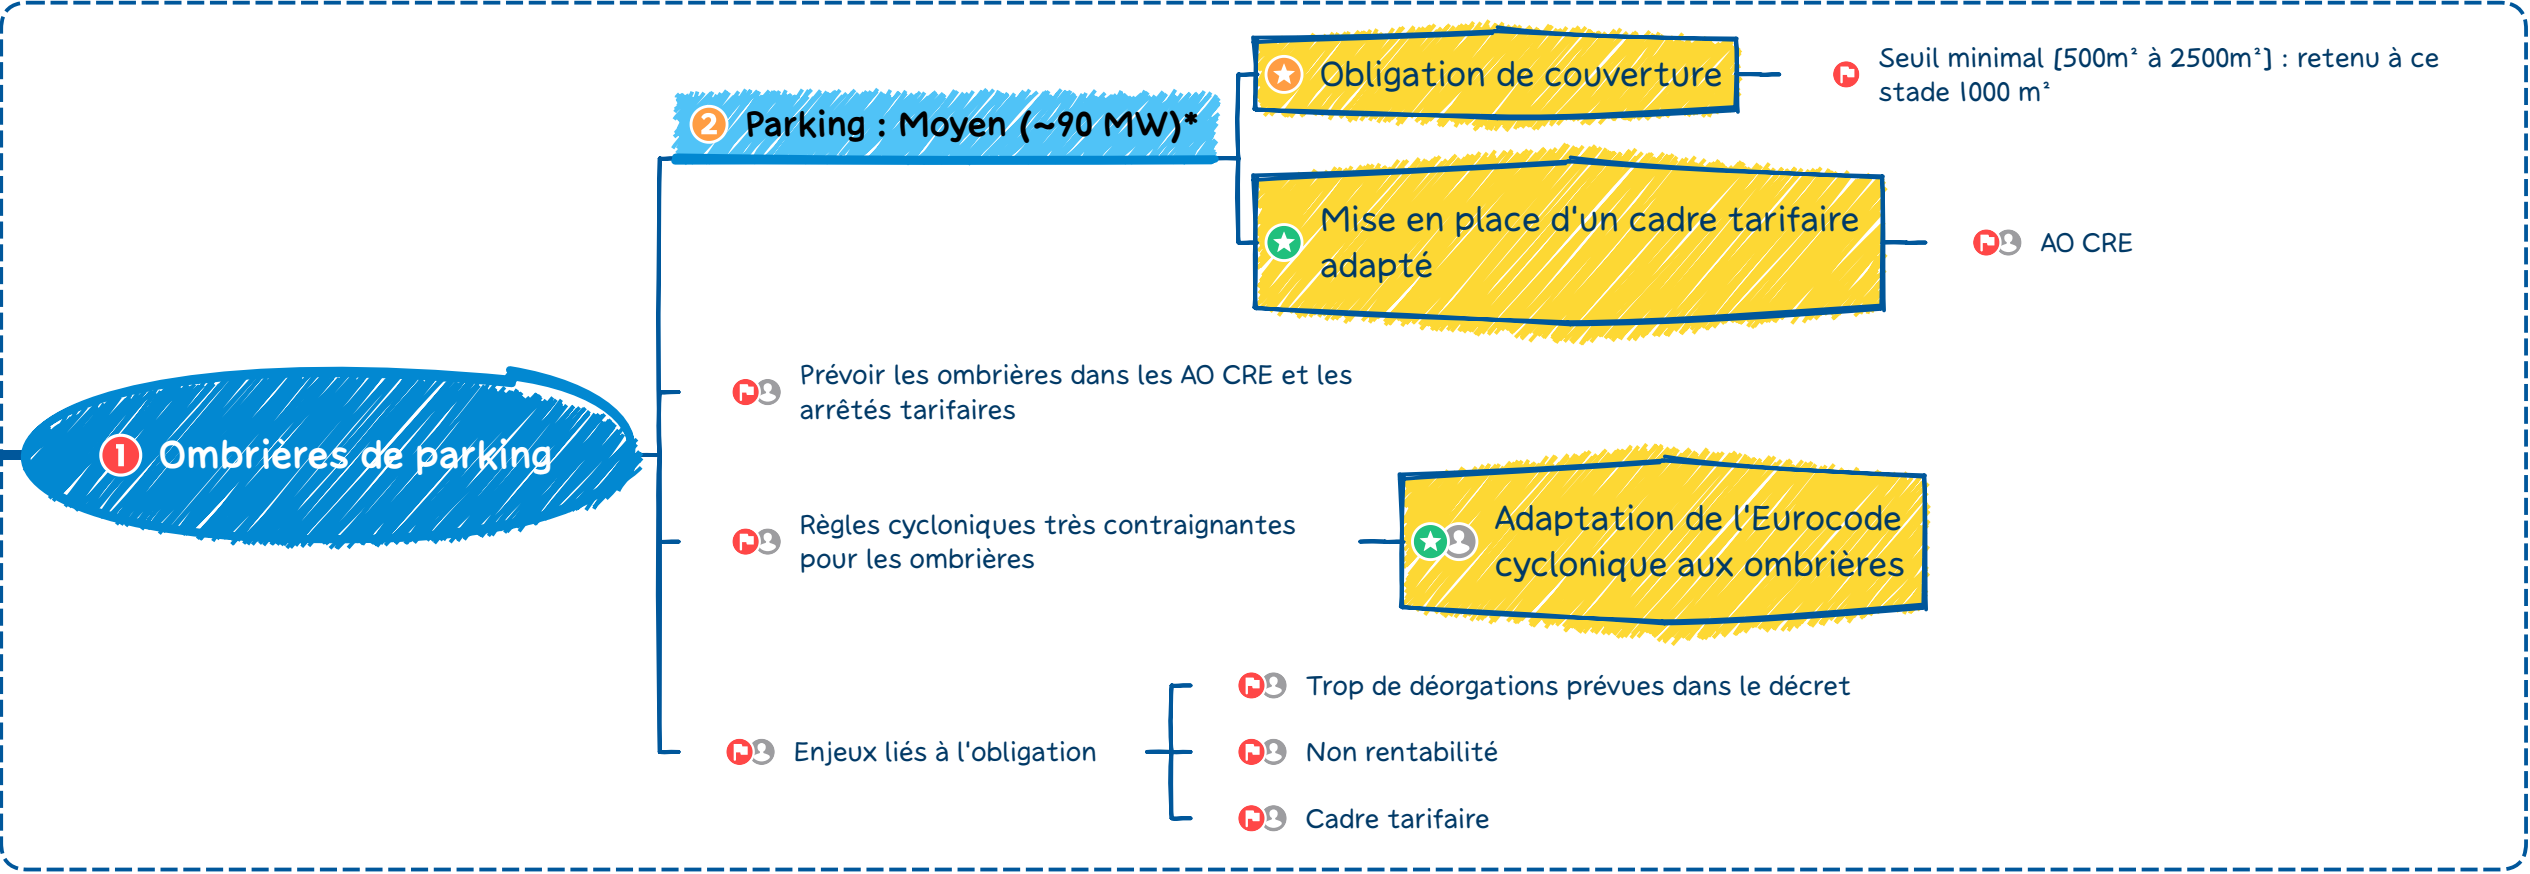 Obligation de couverture
Seuil minimal [500m² à 2500m²] : retenu à ce
stade 1000 m²
2 Parking : Moyen (~90 MW)*
Mise en place d'un cadre tarifaire
adapté
AO CRE
Prévoir les ombrières dans les AO CRE et les
arrêtés tarifaires
1 Ombrières de parking
Règles cycloniques très contraignantes
pour les ombrières
Adaptation de l'Eurocode
cyclonique aux ombrières
Enjeux liés à l'obligation
Trop de déorgations prévues dans le décret
Non rentabilité
Cadre tarifaire